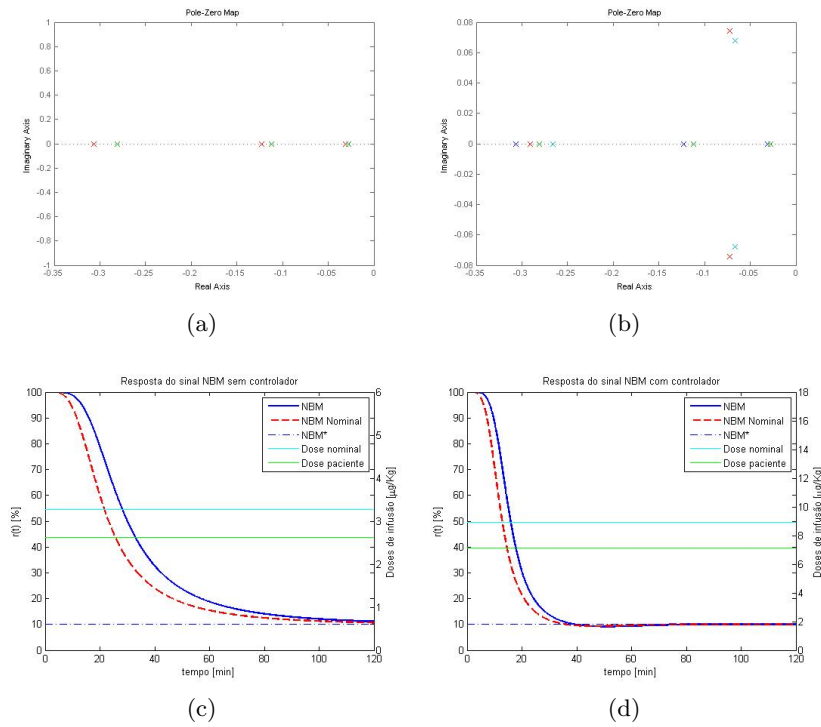 Pole-Zero Map
1
0.8
0.6
0.4
0.2
0
-0.2
-0.4
-0.6
-0.8
-1
Imaginary Axis
-0.35 -0.3 -0.25 -0.2 -0.15 -0.1 -0.05 0
Real Axis
(a)
Pole-Zero Map
0.08
0.06
0.04
0.02
0
-0.02
-0.04
-0.06
-0.08
Imaginary Axis
-0.35 -0.3 -0.25 -0.2 -0.15 -0.1 -0.05 0
Real Axis
(b)
Resposta do sinal NBM sem controlador
100
90
80
70
60
50
40
30
20
10
0
r(t) [%]
NBM
NBM Nominal
NBM*
Dose nominal
Dose paciente
6
5
4
3
2
1
0
Doses de infusão [µg/Kg]
0 20 40 60 80 100 120
tempo [min]
(c)
Resposta do sinal NBM com controlador
100
90
80
70
60
50
40
30
20
10
0
r(t) [%]
NBM
NBM Nominal
NBM*
Dose nominal
Dose paciente
18
16
14
12
10
8
6
4
2
0
Doses de infusão [µg/Kg]
0 20 40 60 80 100 120
tempo [min]
(d)